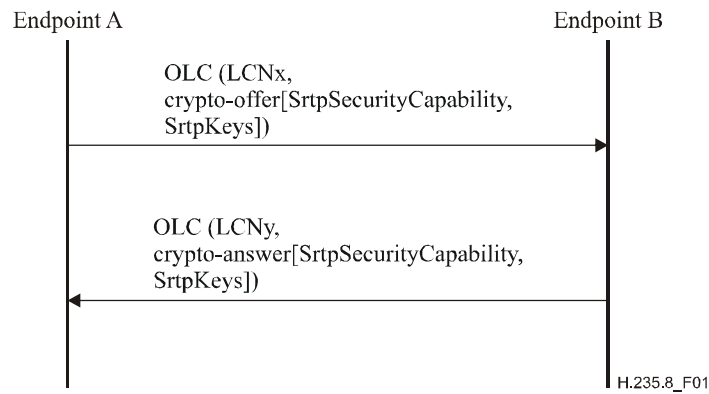 Endpoint A
Endpoint B
OLC (LCNx,
crypto-offer[SrtpSecurityCapability,
SrtpKeys])
OLC (LCNy,
crypto-answer[SrtpSecurityCapability,
SrtpKeys])
H.235.8_F01